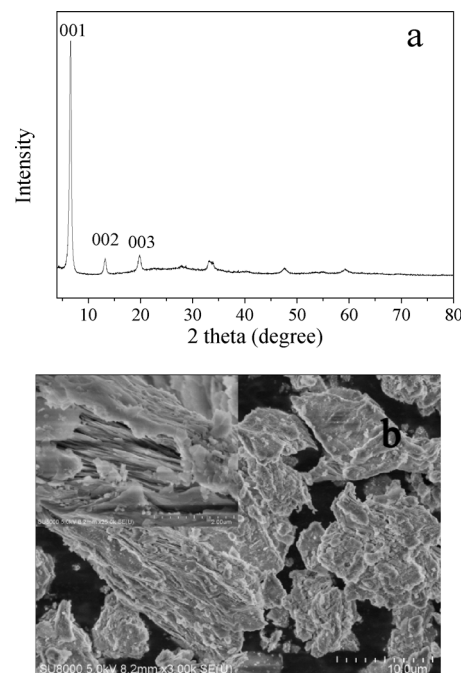 001
a
Intensity
002
003
10 20 30 40 50 60 70 80
2 theta (degree)
b
SU8000 5.0kV 8.2mm x3.00k SE(U)
10.0um